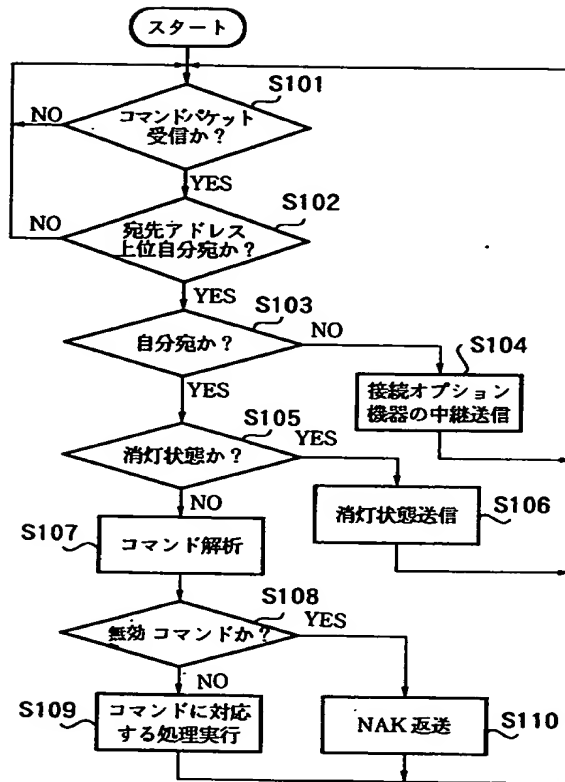 スタート
S101
コマンドパケット
受信か?
NO
YES
S102
宛先アドレス
上位自分宛か?
NO
YES
S103
自分宛か?
NO
YES
S104
接続オプション
機器の中継送信
S105
消灯状態か?
YES
NO
S106
消灯状態送信
S107
コマンド解析
S108
無効コマンドか?
YES
NO
S109
コマンドに対応
する処理実行
NAK返送
S110